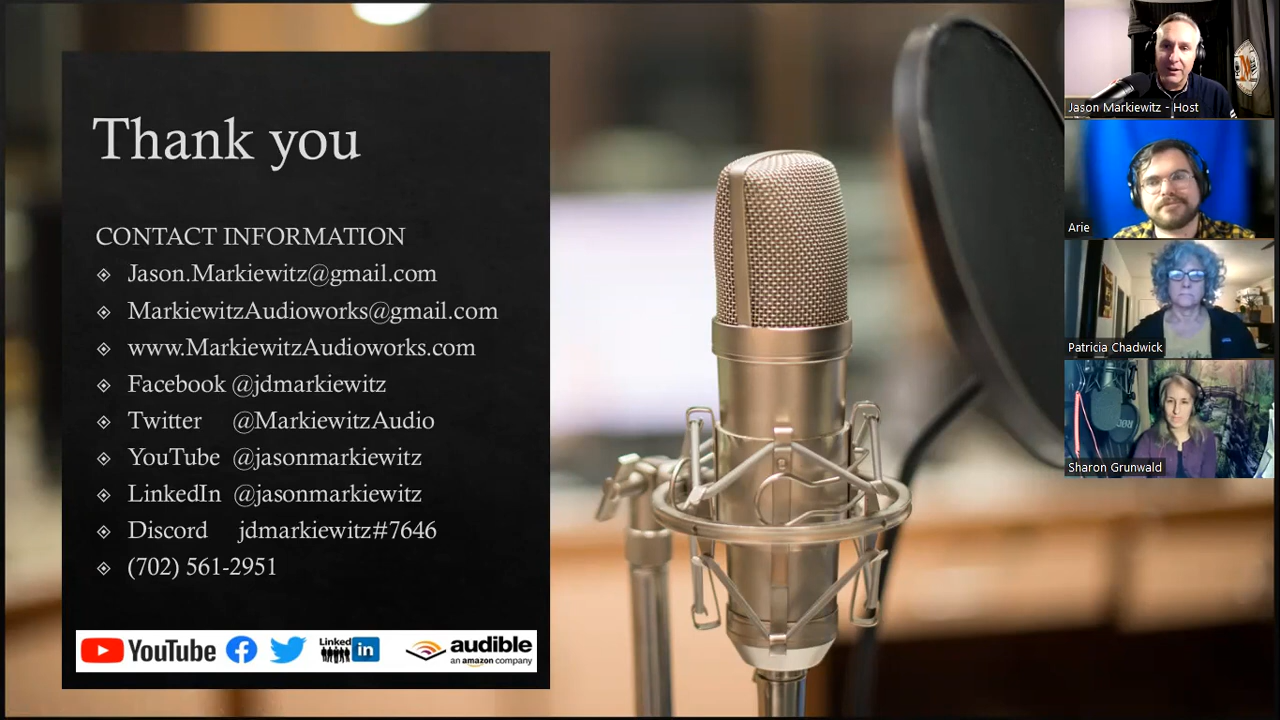 Thank you
CONTACT INFORMATION
Jason.Markiewitz@gmail.com
MarkiewitzAudioworks@gmail.com
www.MarkiewitzAudioworks.com
Facebook @jdmarkiewitz
Twitter @MarkiewitzAudio
YouTube @jasonmarkiewitz
LinkedIn @jasonmarkiewitz
Discord jdmarkiewitz#7646
(702) 561-2951
YouTube
Linked
in
audible
an amazon company
Jason Markiewitz - Host
Arie
Patricia Chadwick
Sharon Grunwald